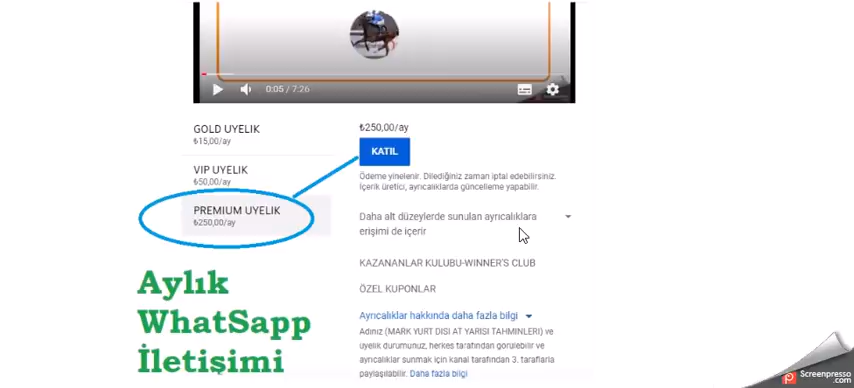 0:05 / 7:26
GOLD UYELIK
₺15,00/ay
VIP UYELIK
₺50,00/ay
PREMIUM UYELIK
₺250,00/ay
Aylık
WhatSapp
İletişimi
₺250,00/ay
KATIL
Ödeme yinelenir. Dilediğiniz zaman iptal edebilirsiniz.
İçerik üretici, ayrıcalıklarda güncelleme yapabilir.
Daha alt düzeylerde sunulan ayrıcalıklara
erişimi de içerir
KAZANANLAR KULUBU-WINNER'S CLUB
ÖZEL KUPONLAR
Ayrıcalıklar hakkında daha fazla bilgi
Adınız (MARK YURT DISI AT YARISI TAHMINLERI) ve
üyelik durumunuz, herkes tarafından görülebilir ve
ayrıcalıklar sunmak için kanal tarafından 3. taraflarla
paylaşılabilir. Daha fazla bilgi
Screenpresso
.com